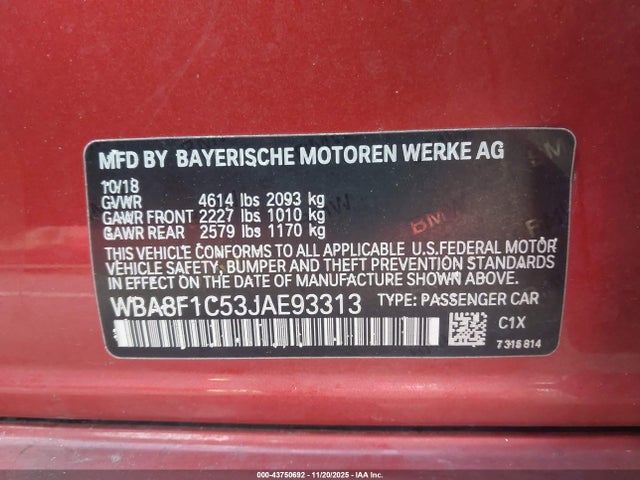 MFD BY BAYERISCHE MOTOREN WERKE AG
10/18
GVWR 4614 lbs 2093 kg
GAWR FRONT 2227 lbs 1010 kg
GAWR REAR 2579 lbs 1170 kg
THIS VEHICLE CONFORMS TO ALL APPLICABLE U.S.FEDERAL MOTOR
VEHICLE SAFETY, BUMPER AND THEFT PREVENTION STANDARDS
IN EFFECT ON THE DATE OF MANUFACTURE SHOWN ABOVE.
WBA8F1C53JAE93313 TYPE: PASSENGER CAR
C1X
7316814
BMW
000-43750692 - 11/20/2025 - Copyright IAA, Inc.